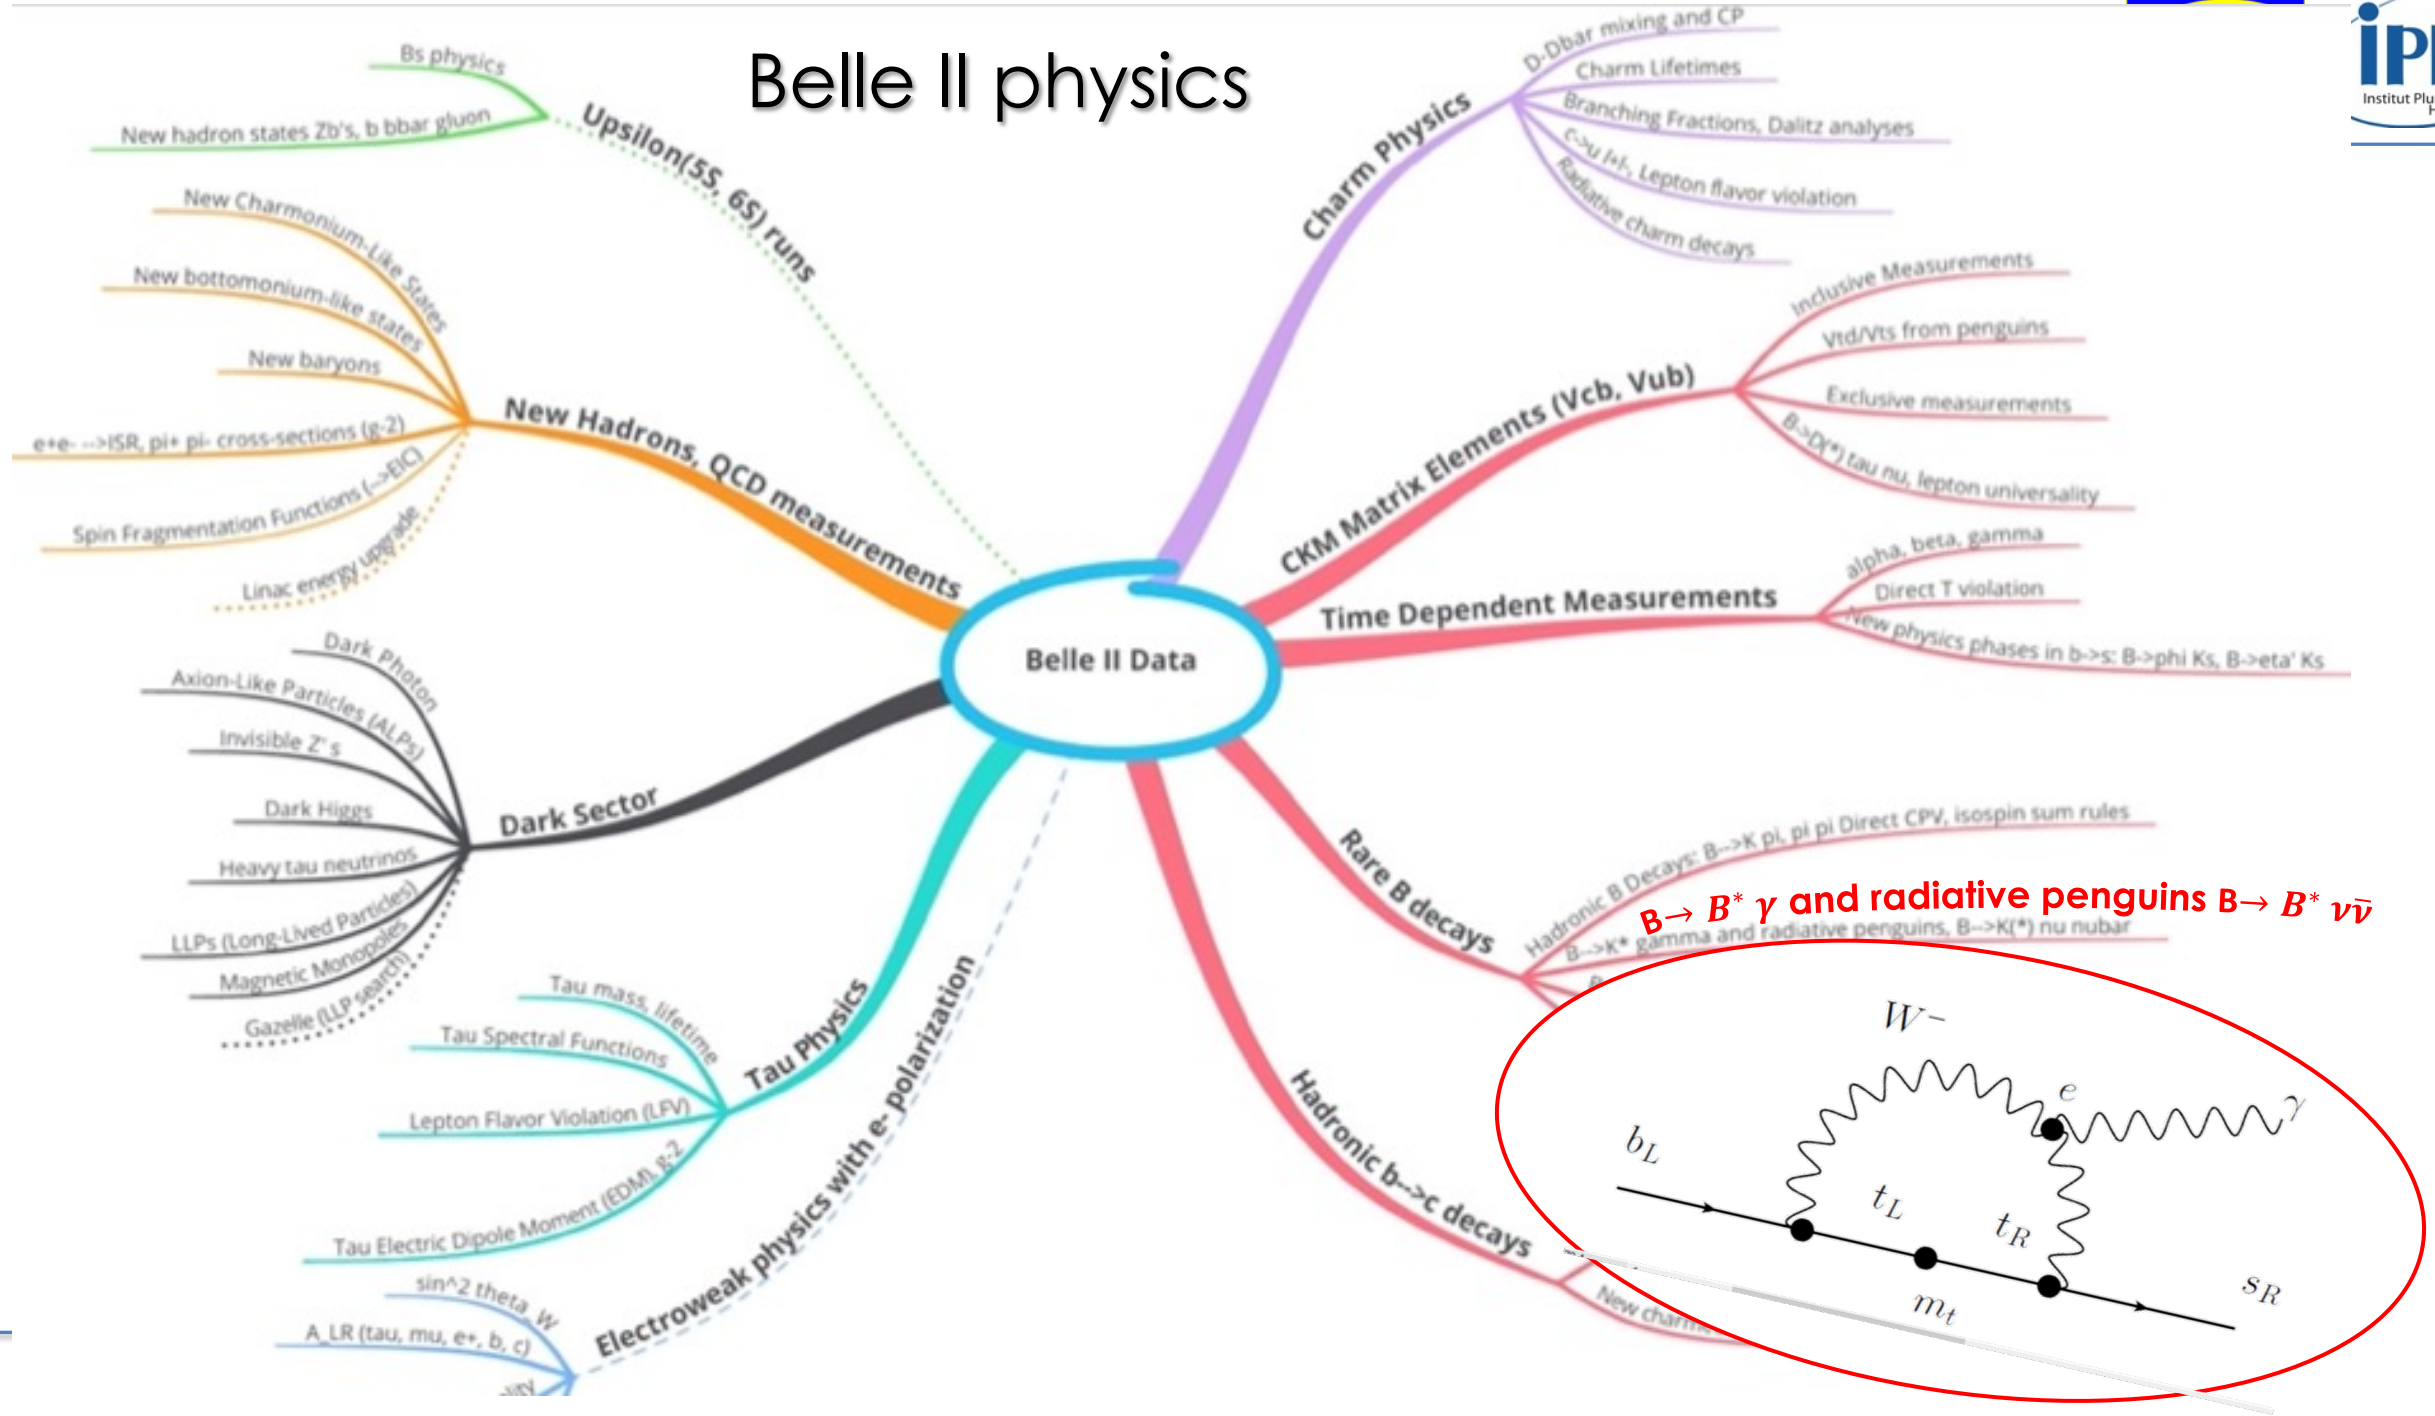 Belle II physics
iP
Institut Plu
Bs physics
New hadron states Zb's, b bbar gluon
Upsilon(5S, 6S) runs
New Charmonium-Like States
New bottomonium-like states
New baryons
e+e- -->ISR, pi+ pi- cross-sections (g-2)
Spin Fragmentation Functions (-->EIC)
Linac energy upgrade
New Hadrons, QCD measurements
Dark Photon
Axion-Like Particles (ALPs)
Invisible Z' s
Dark Higgs
Heavy tau neutrinos
LLPs (Long-Lived Particles)
Magnetic Monopoles
Gazelle (LLP search)
Dark Sector
Tau mass, lifetime
Tau Spectral Functions
Lepton Flavor Violation (LFV)
Tau Electric Dipole Moment (EDM), g-2
Tau Physics
sin^2 theta_W
A_LR (tau, mu, e+, b, c)
Electroweak physics with e- polarization
Belle II Data
Charm Physics
D-Dbar mixing and CP
Charm Lifetimes
Branching Fractions, Dalitz analyses
c->u l+l-, Lepton flavor violation
Radiative charm decays
CKM Matrix Elements (Vcb, Vub)
Inclusive Measurements
Vtd/Vts from penguins
Exclusive measurements
B->D(*) tau nu, lepton universality
Time Dependent Measurements
alpha, beta, gamma
Direct T violation
New physics phases in b->s: B->phi Ks, B->eta' Ks
Rare B decays
Hadronic B Decays: B-->K pi, pi pi Direct CPV, isospin sum rules
B→ B* γ and radiative penguins B→ B* νν̄
B-->K* gamma and radiative penguins, B-->K(*) nu nubar
Hadronic b-->c decays
New charm
W−
e
γ
b_L
t_L
t_R
m_t
s_R